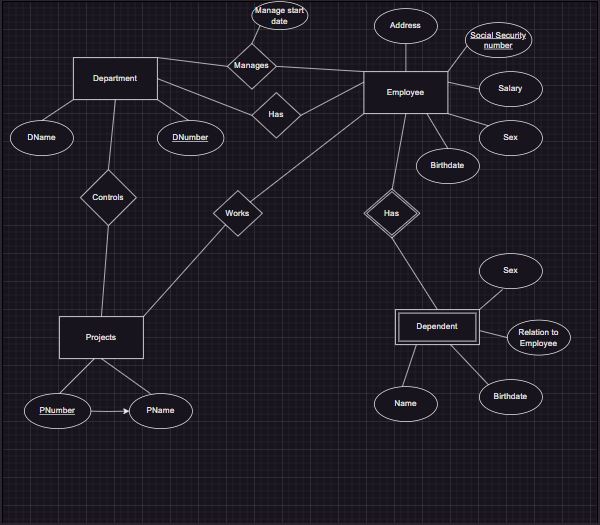 Manage start
date
Address
Social Security
number
Manages
Department
Employee
Salary
Has
DName
DNumber
Sex
Birthdate
Controls
Works
Has
Sex
Dependent
Projects
Relation to
Employee
Name
Birthdate
PNumber
PName